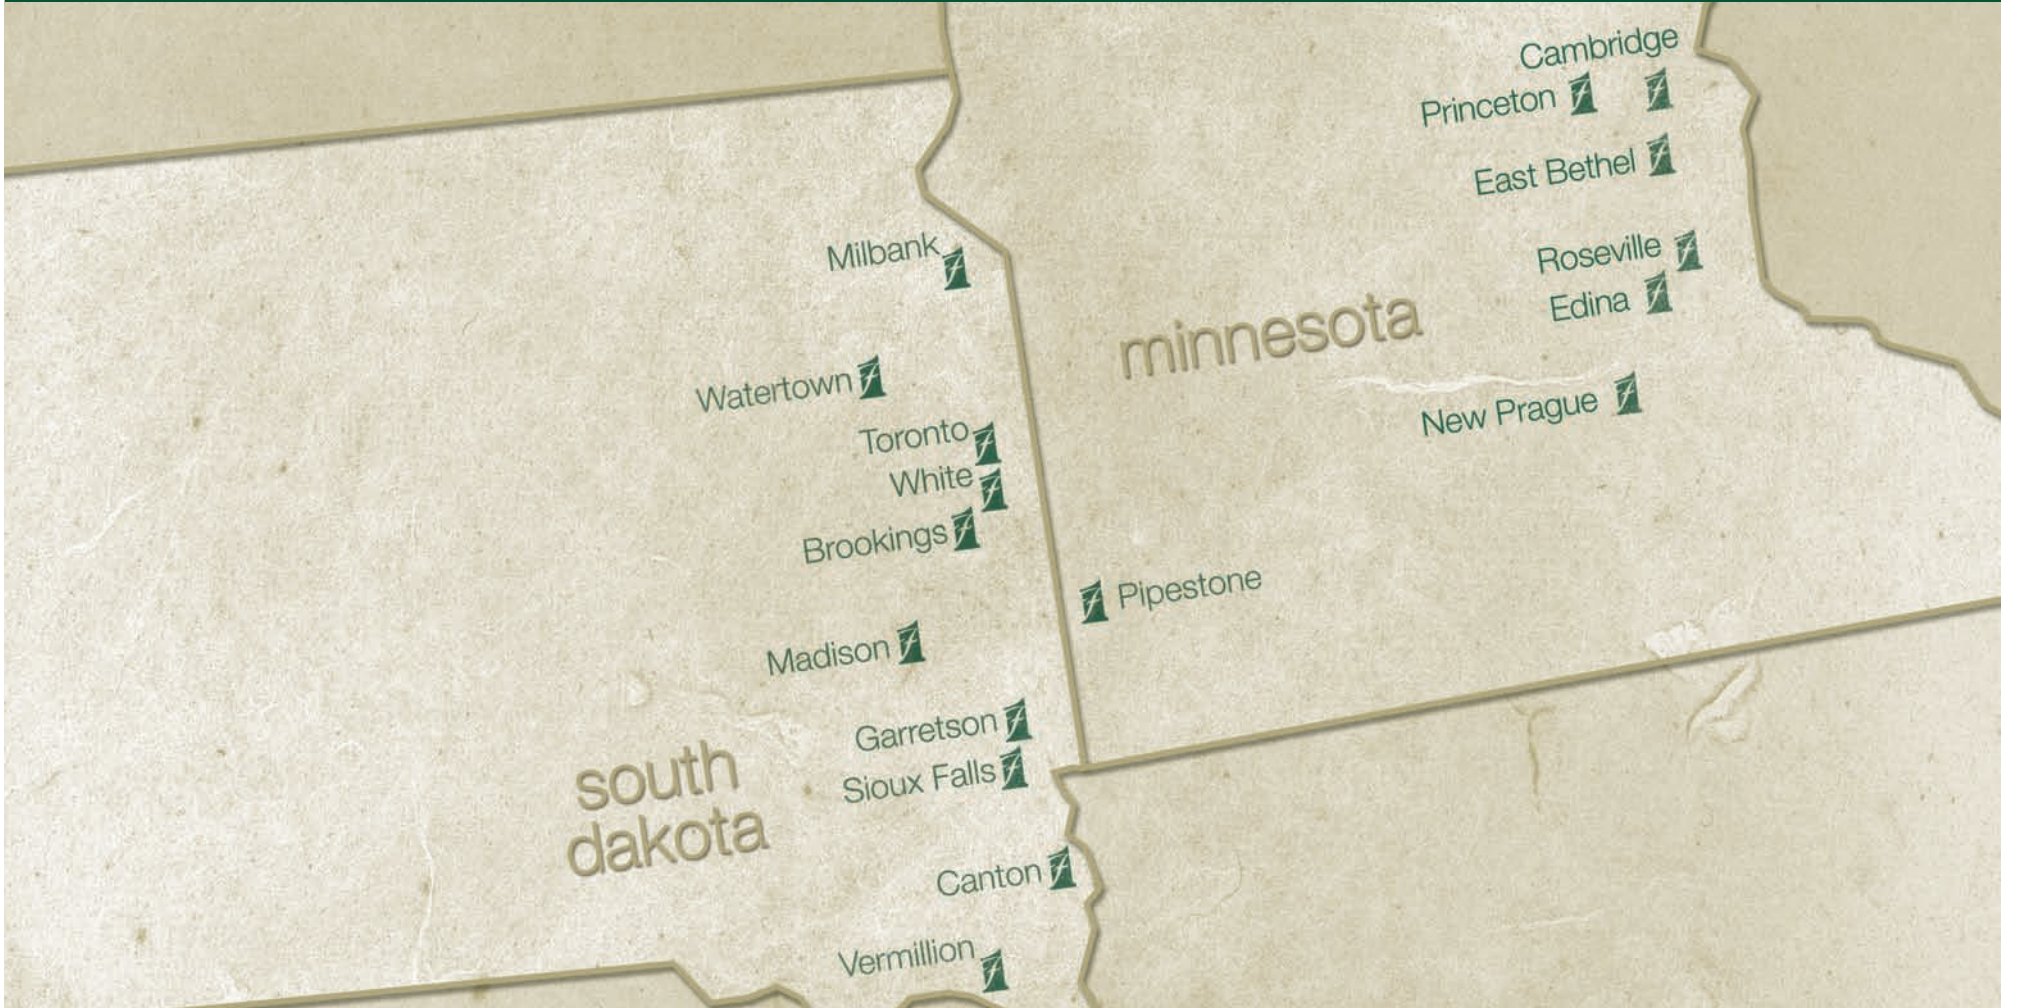 Cambridge
Princeton
East Bethel
Milbank
Roseville
Edina
minnesota
Watertown
New Prague
Toronto
White
Brookings
Pipestone
Madison
Garretson
south
dakota
Sioux Falls
Canton
Vermillion